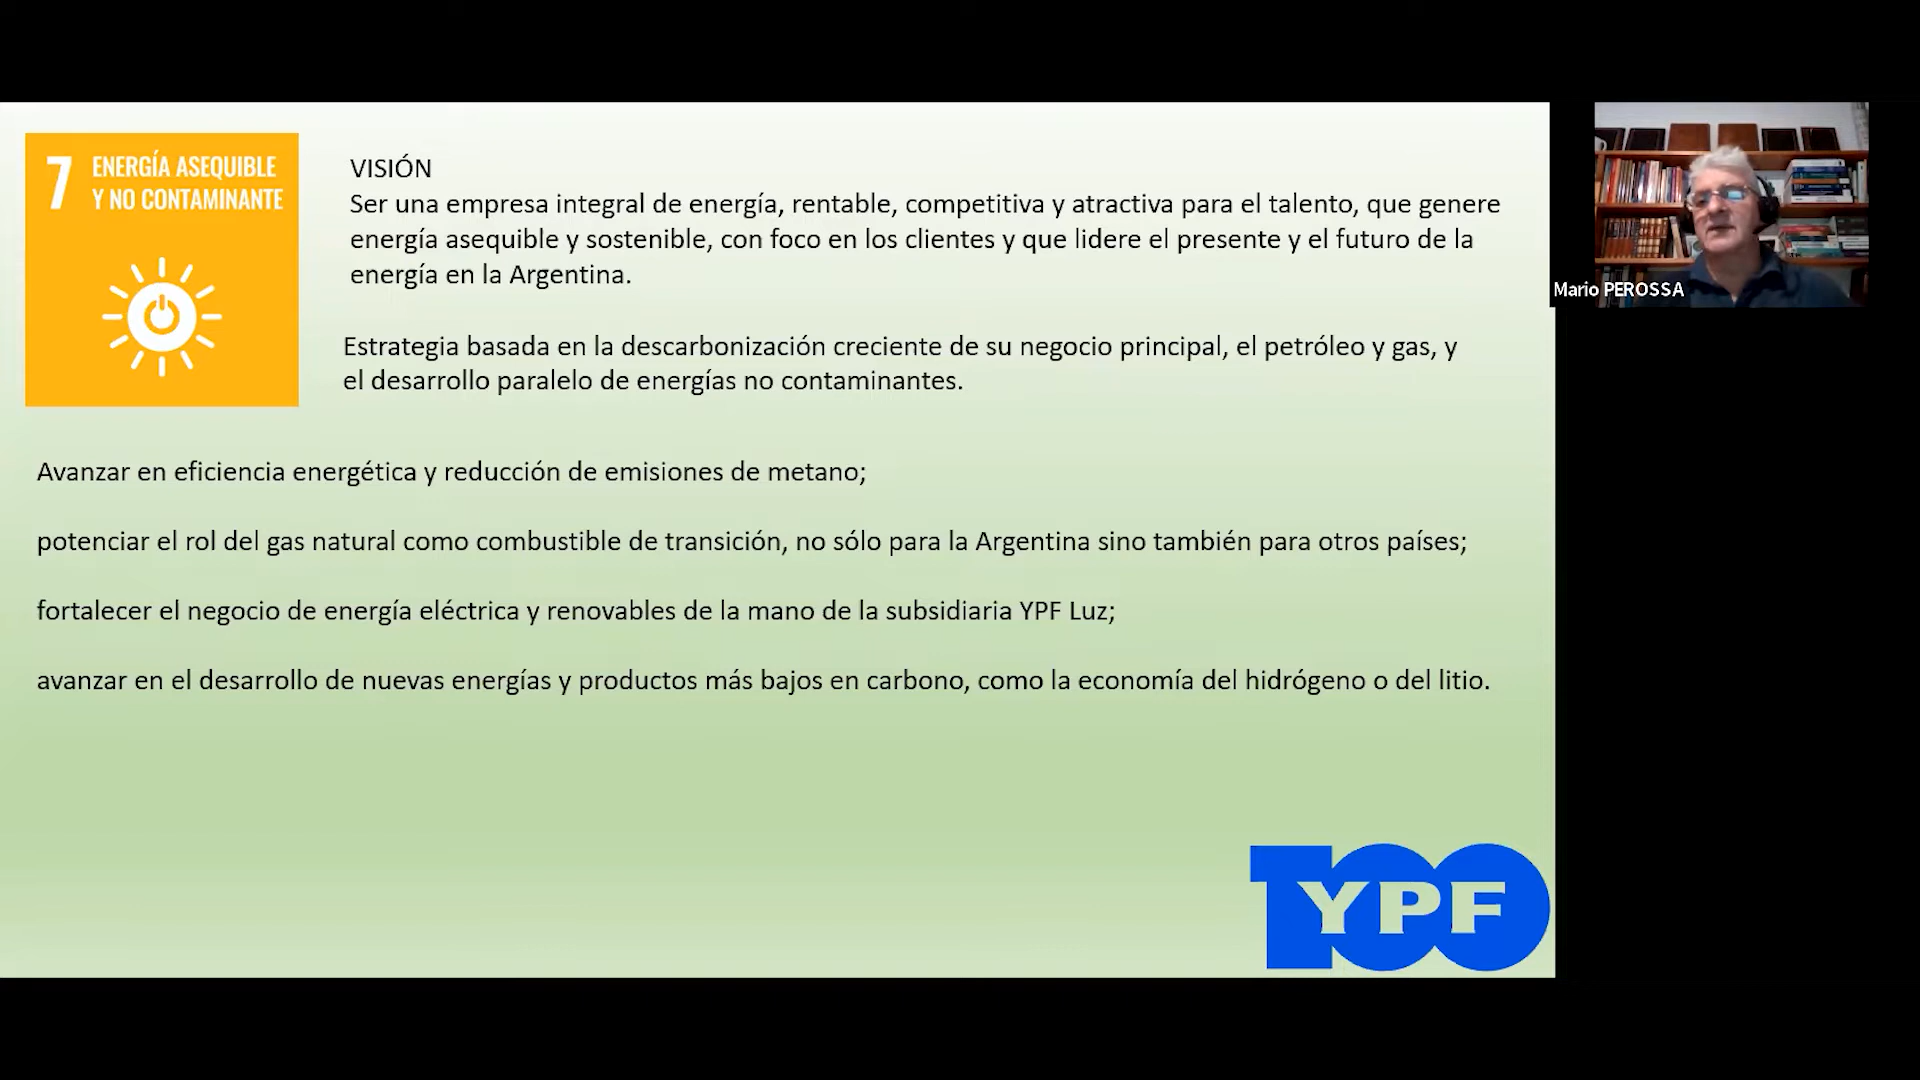 7 ENERGÍA ASEQUIBLE
Y NO CONTAMINANTE
VISIÓN
Ser una empresa integral de energía, rentable, competitiva y atractiva para el talento, que genere
energía asequible y sostenible, con foco en los clientes y que lidere el presente y el futuro de la
energía en la Argentina.
Estrategia basada en la descarbonización creciente de su negocio principal, el petróleo y gas, y
el desarrollo paralelo de energías no contaminantes.
Avanzar en eficiencia energética y reducción de emisiones de metano;
potenciar el rol del gas natural como combustible de transición, no sólo para la Argentina sino también para otros países;
fortalecer el negocio de energía eléctrica y renovables de la mano de la subsidiaria YPF Luz;
avanzar en el desarrollo de nuevas energías y productos más bajos en carbono, como la economía del hidrógeno o del litio.
100
YPF
Mario PEROSSA